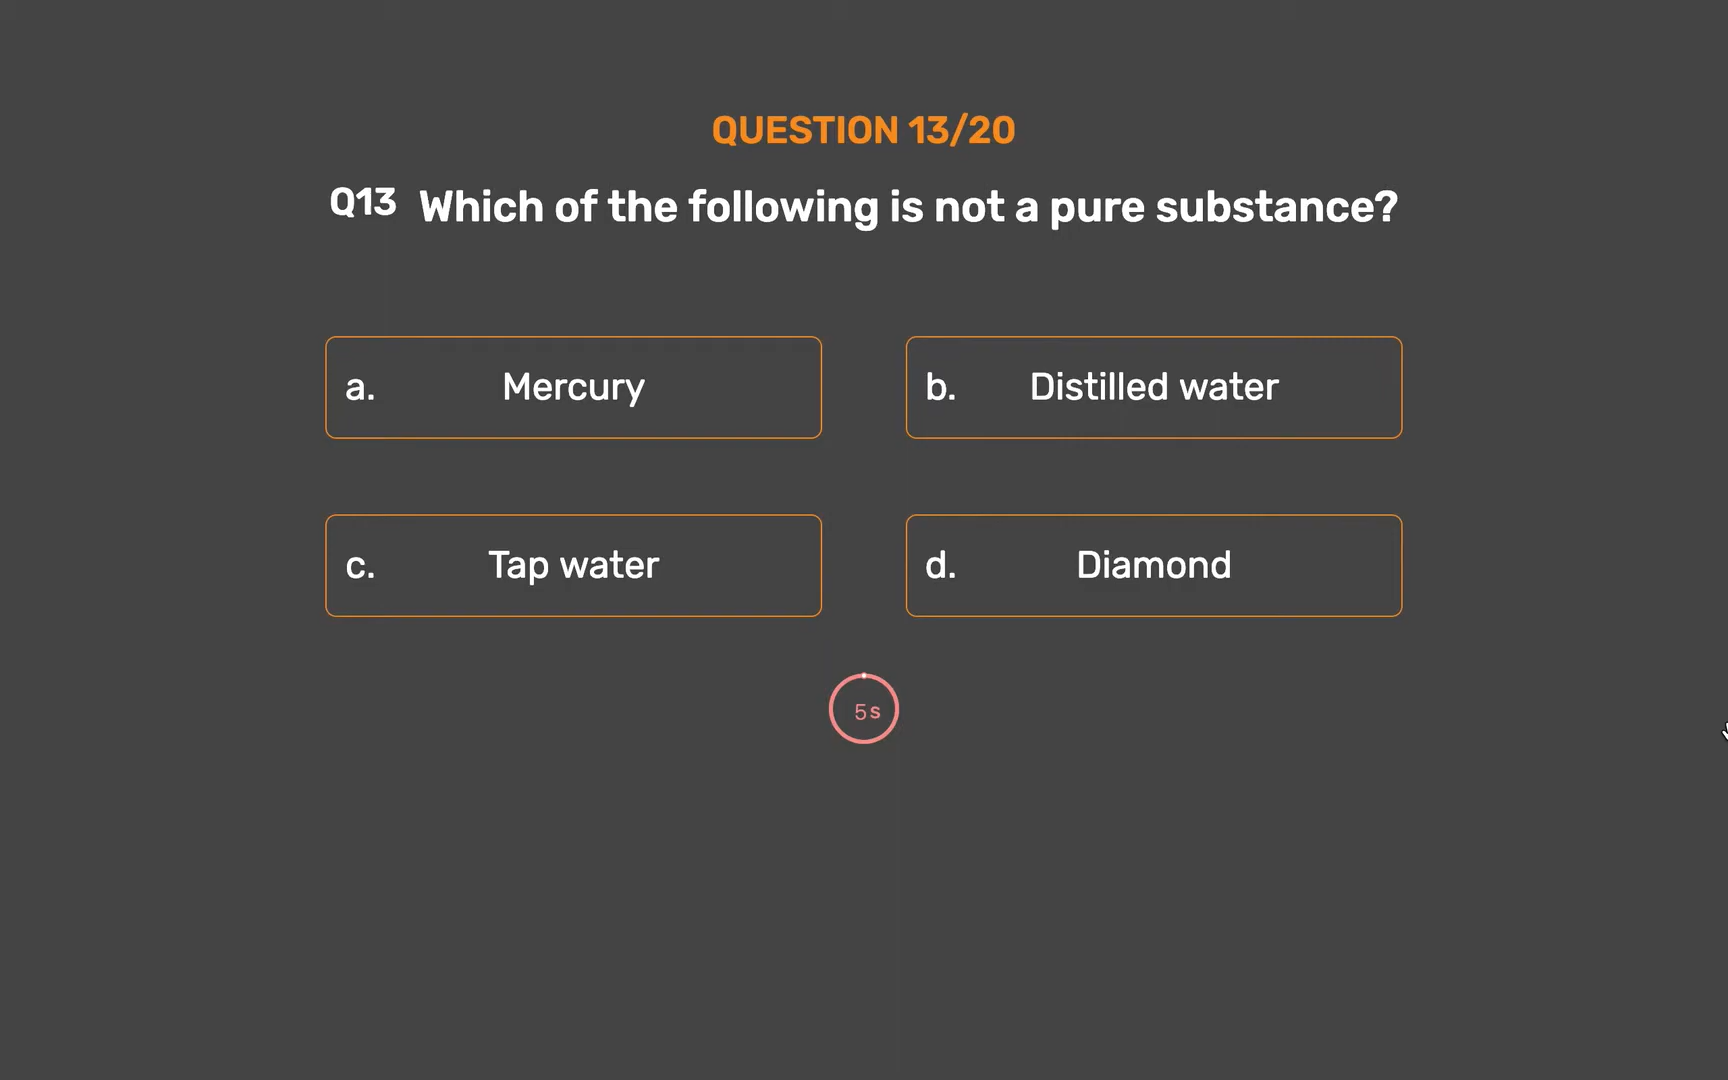 QUESTION 13/20
Q13 Which of the following is not a pure substance?
a. Mercury
b. Distilled water
c. Tap water
d. Diamond
5s